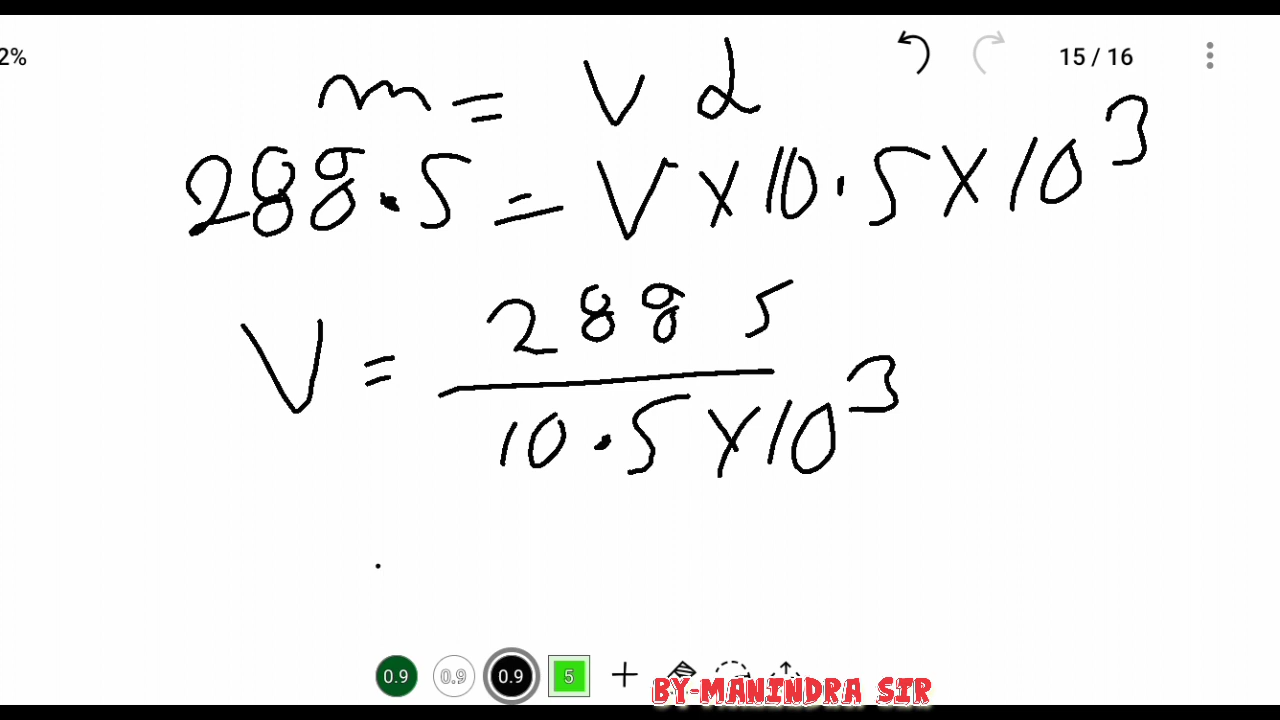 2%
15 / 16
m = V d
288.5 = V × 10.5 × 10³
V = 288 5 / 10.5 × 10³
0.9 0.9 0.9 5
BY-MANINDRA SIR